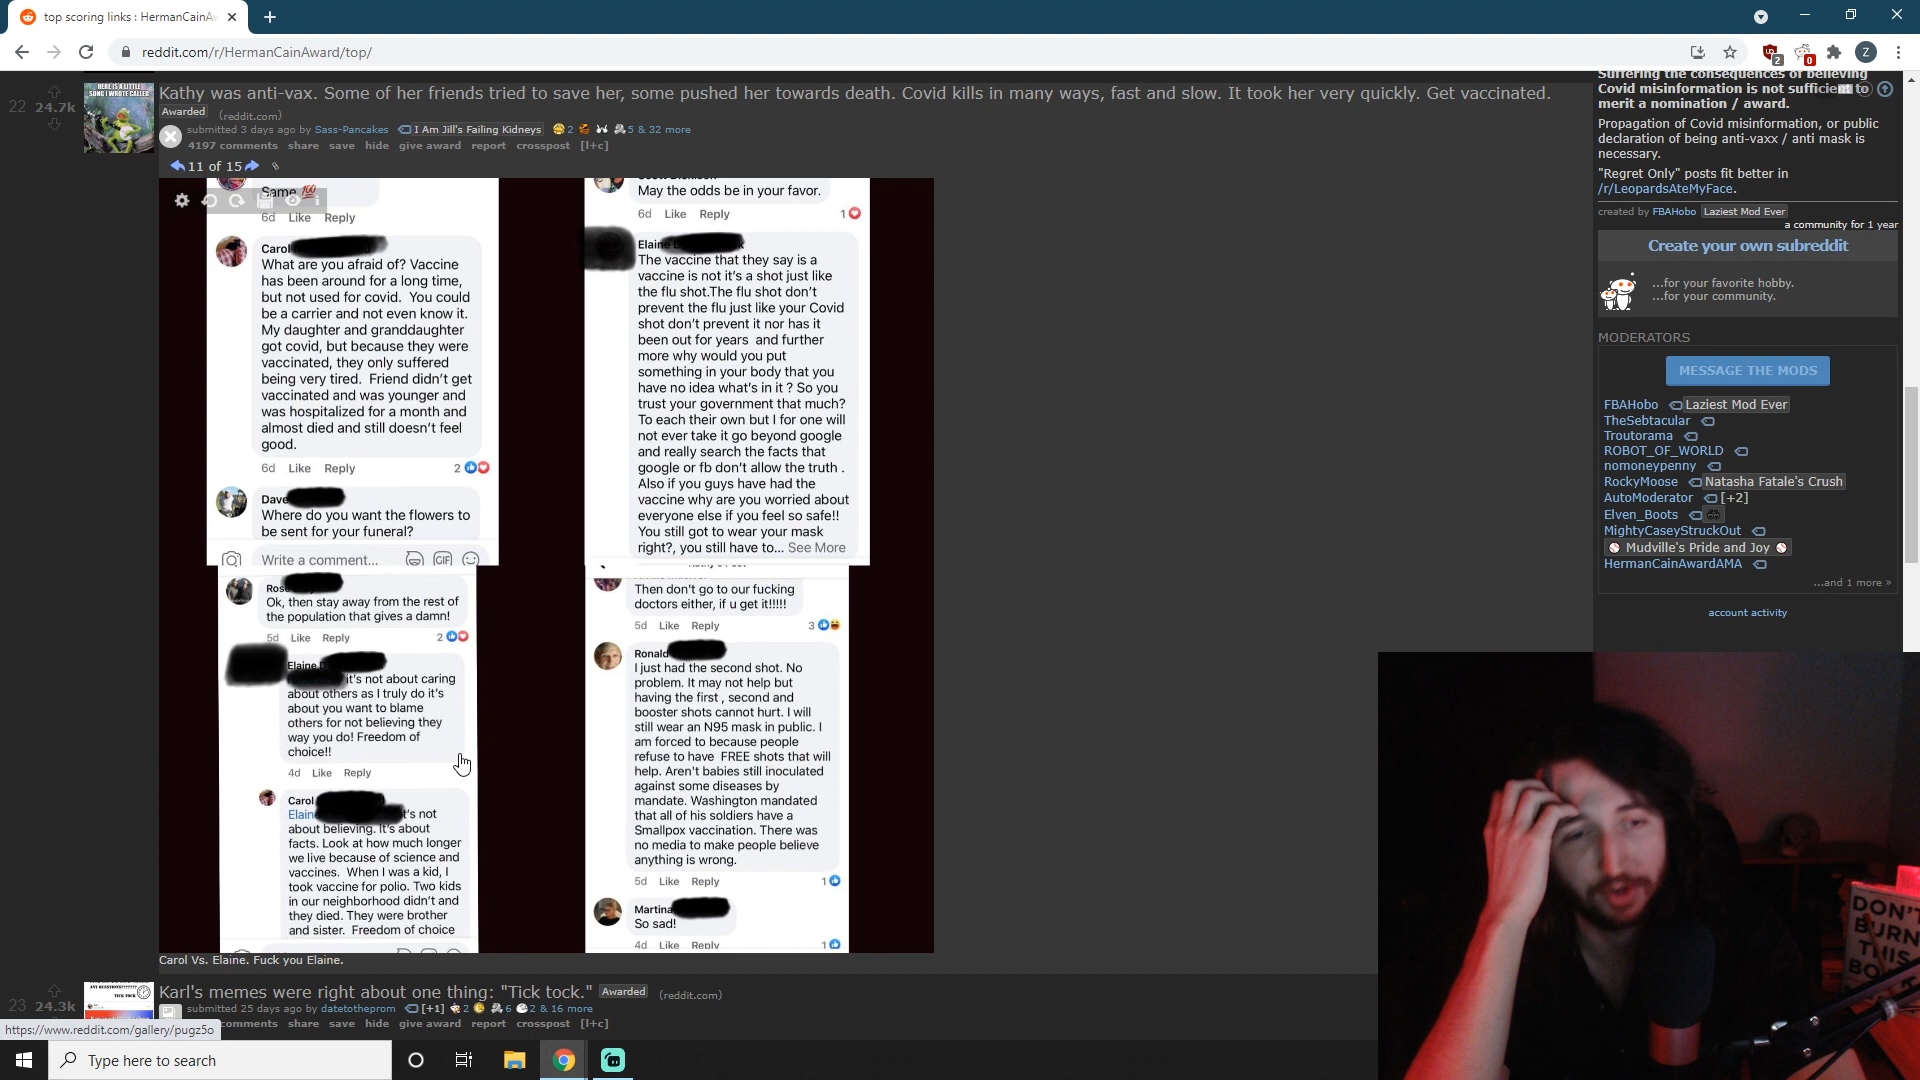 top scoring links : HermanCainAw
reddit.com/r/HermanCainAward/top/
2
0
Z
22
24.7k
HERE IS A LITTLE
SONG I WROTE CALLED
Kathy was anti-vax. Some of her friends tried to save her, some pushed her towards death. Covid kills in many ways, fast and slow. It took her very quickly. Get vaccinated.
Awarded (reddit.com)
submitted 3 days ago by Sass-Pancakes I Am Jill's Failing Kidneys 2 5 & 32 more
4197 comments share save hide give award report crosspost [l+c]
11 of 15
Same 💯
6d Like Reply
Carol
What are you afraid of? Vaccine
has been around for a long time,
but not used for covid. You could
be a carrier and not even know it.
My daughter and granddaughter
got covid, but because they were
vaccinated, they only suffered
being very tired. Friend didn't get
vaccinated and was younger and
was hospitalized for a month and
almost died and still doesn't feel
good.
6d Like Reply 2
Dave
Where do you want the flowers to
be sent for your funeral?
Write a comment... GIF
May the odds be in your favor.
6d Like Reply 1
Elaine D k
The vaccine that they say is a
vaccine is not it's a shot just like
the flu shot.The flu shot don't
prevent the flu just like your Covid
shot don't prevent it nor has it
been out for years and further
more why would you put
something in your body that you
have no idea what's in it ? So you
trust your government that much?
To each their own but I for one will
not ever take it go beyond google
and really search the facts that
google or fb don't allow the truth .
Also if you guys have had the
vaccine why are you worried about
everyone else if you feel so safe!!
You still got to wear your mask
right?, you still have to... See More
Rose
Ok, then stay away from the rest of
the population that gives a damn!
5d Like Reply 2
Elaine D
it's not about caring
about others as I truly do it's
about you want to blame
others for not believing they
way you do! Freedom of
choice!!
4d Like Reply
Carol
Elaine t's not
about believing. It's about
facts. Look at how much longer
we live because of science and
vaccines. When I was a kid, I
took vaccine for polio. Two kids
in our neighborhood didn't and
they died. They were brother
and sister. Freedom of choice
Then don't go to our fucking
doctors either, if u get it!!!!!
5d Like Reply 3
Ronald
I just had the second shot. No
problem. It may not help but
having the first , second and
booster shots cannot hurt. I will
still wear an N95 mask in public. I
am forced to because people
refuse to have FREE shots that will
help. Aren't babies still inoculated
against some diseases by
mandate. Washington mandated
that all of his soldiers have a
Smallpox vaccination. There was
no media to make people believe
anything is wrong.
5d Like Reply 1
Martina
So sad!
4d Like Reply 1
Carol Vs. Elaine. Fuck you Elaine.
23
24.3k
ANY QUESTIONS???????
TICK TOCK
Karl's memes were right about one thing: "Tick tock." Awarded (reddit.com)
submitted 25 days ago by datetotheprom [+1] 2 6 2 & 16 more
comments share save hide give award report crosspost [l+c]
https://www.reddit.com/gallery/pugz5o
Suffering the consequences of believing
Covid misinformation is not sufficient to
merit a nomination / award.
Propagation of Covid misinformation, or public
declaration of being anti-vaxx / anti mask is
necessary.
"Regret Only" posts fit better in
/r/LeopardsAteMyFace.
created by FBAHobo Laziest Mod Ever
a community for 1 year
Create your own subreddit
...for your favorite hobby.
...for your community.
MODERATORS
MESSAGE THE MODS
FBAHobo Laziest Mod Ever
TheSebtacular
Troutorama
ROBOT_OF_WORLD
nomoneypenny
RockyMoose Natasha Fatale's Crush
AutoModerator [+2]
Elven_Boots
MightyCaseyStruckOut
Mudville's Pride and Joy
HermanCainAwardAMA
...and 1 more »
account activity
DON'T
BURN
THIS
Type here to search